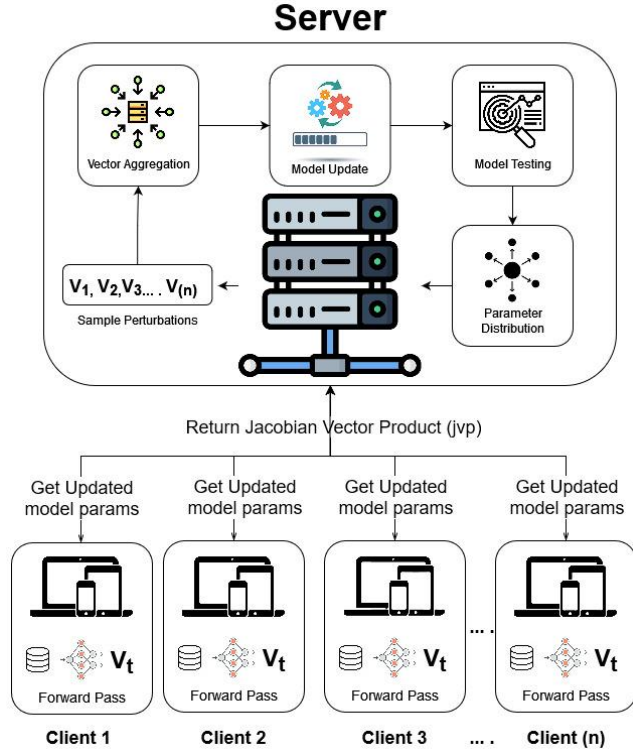 Server
Vector Aggregation
Model Update
Model Testing
V1, V2,V3... . V(n)
Sample Perturbations
Parameter
Distribution
Return Jacobian Vector Product (jvp)
Get Updated
model params
Get Updated
model params
Get Updated
model params
Get Updated
model params
... .
Vt
Vt
Vt
Vt
Forward Pass
Forward Pass
Forward Pass
Forward Pass
Client 1
Client 2
Client 3
... .
Client (n)